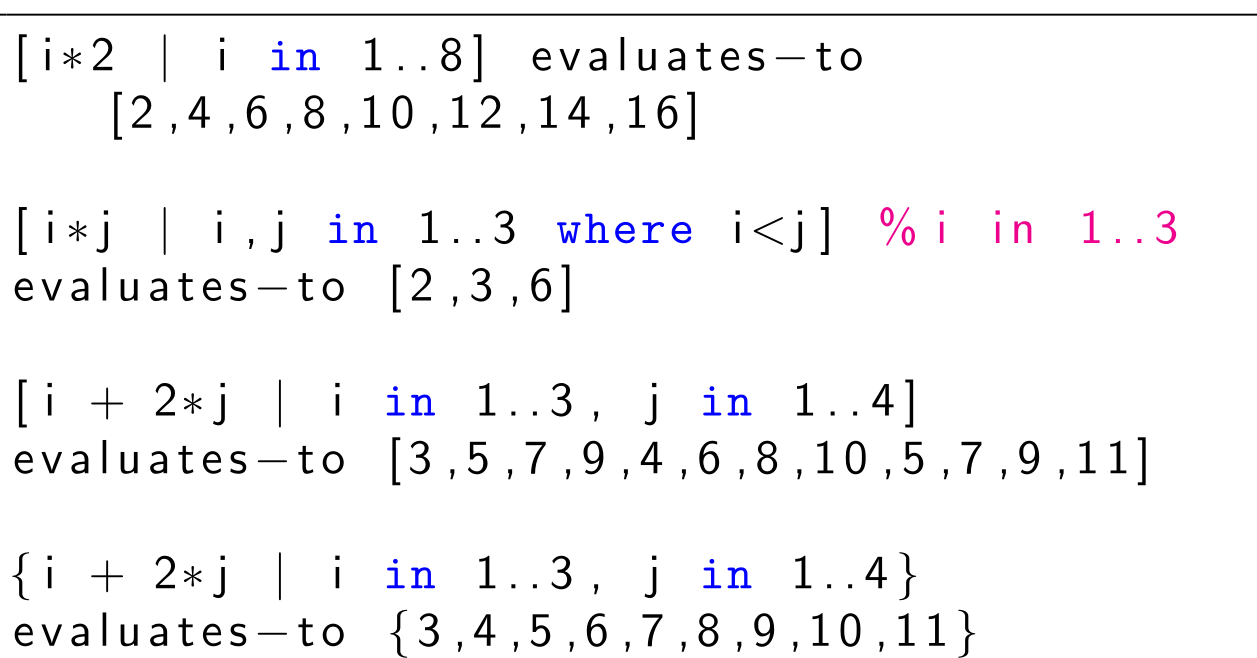 [i*2 | i in 1..8] evaluates-to
[2,4,6,8,10,12,14,16]
[i*j | i,j in 1..3 where i<j] %i in 1..3
evaluates-to [2,3,6]
[i + 2*j | i in 1..3, j in 1..4]
evaluates-to [3,5,7,9,4,6,8,10,5,7,9,11]
{i + 2*j | i in 1..3, j in 1..4}
evaluates-to {3,4,5,6,7,8,9,10,11}